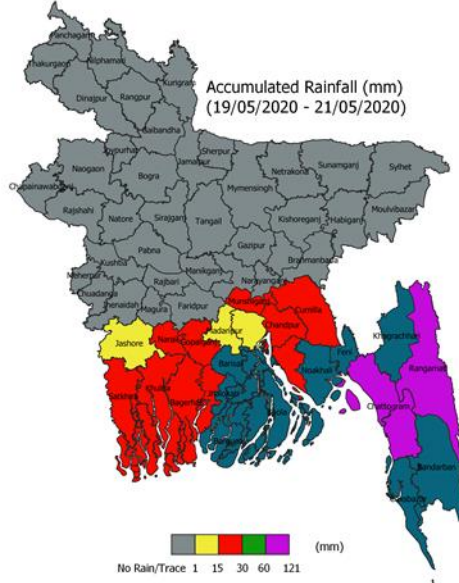 Panchagarh
Nilphamari
Thakurgaon
Kurigram
Accumulated Rainfall (mm)
Dinajpur Rangpur
(19/05/2020 - 21/05/2020)
Gaibandha
Joypurhat Sherpur
Jamalpur
Naogaon Netrakona Sunamganj Sylhet
Bogra Mymensingh
Rajshahi Moulvibazar
Natore Sirajganj Tangail Kishoreganj Habiganj
Pabna Gazipur
Kushtia Brahmanbaria
Manikganj
Rajbari Narayanganj
Jhenaidah Faridpur
Magura Munshiganj
Madaripur Cumilla
Jashore Narail Gopalganj Chandpur
Khagrachhari
Barisal Noakhali Feni Rangamati
Satkhira Khulna
Bagerhat Chattogram
Bhola
Bandarban
(mm)
No Rain/Trace 1 15 30 60 121